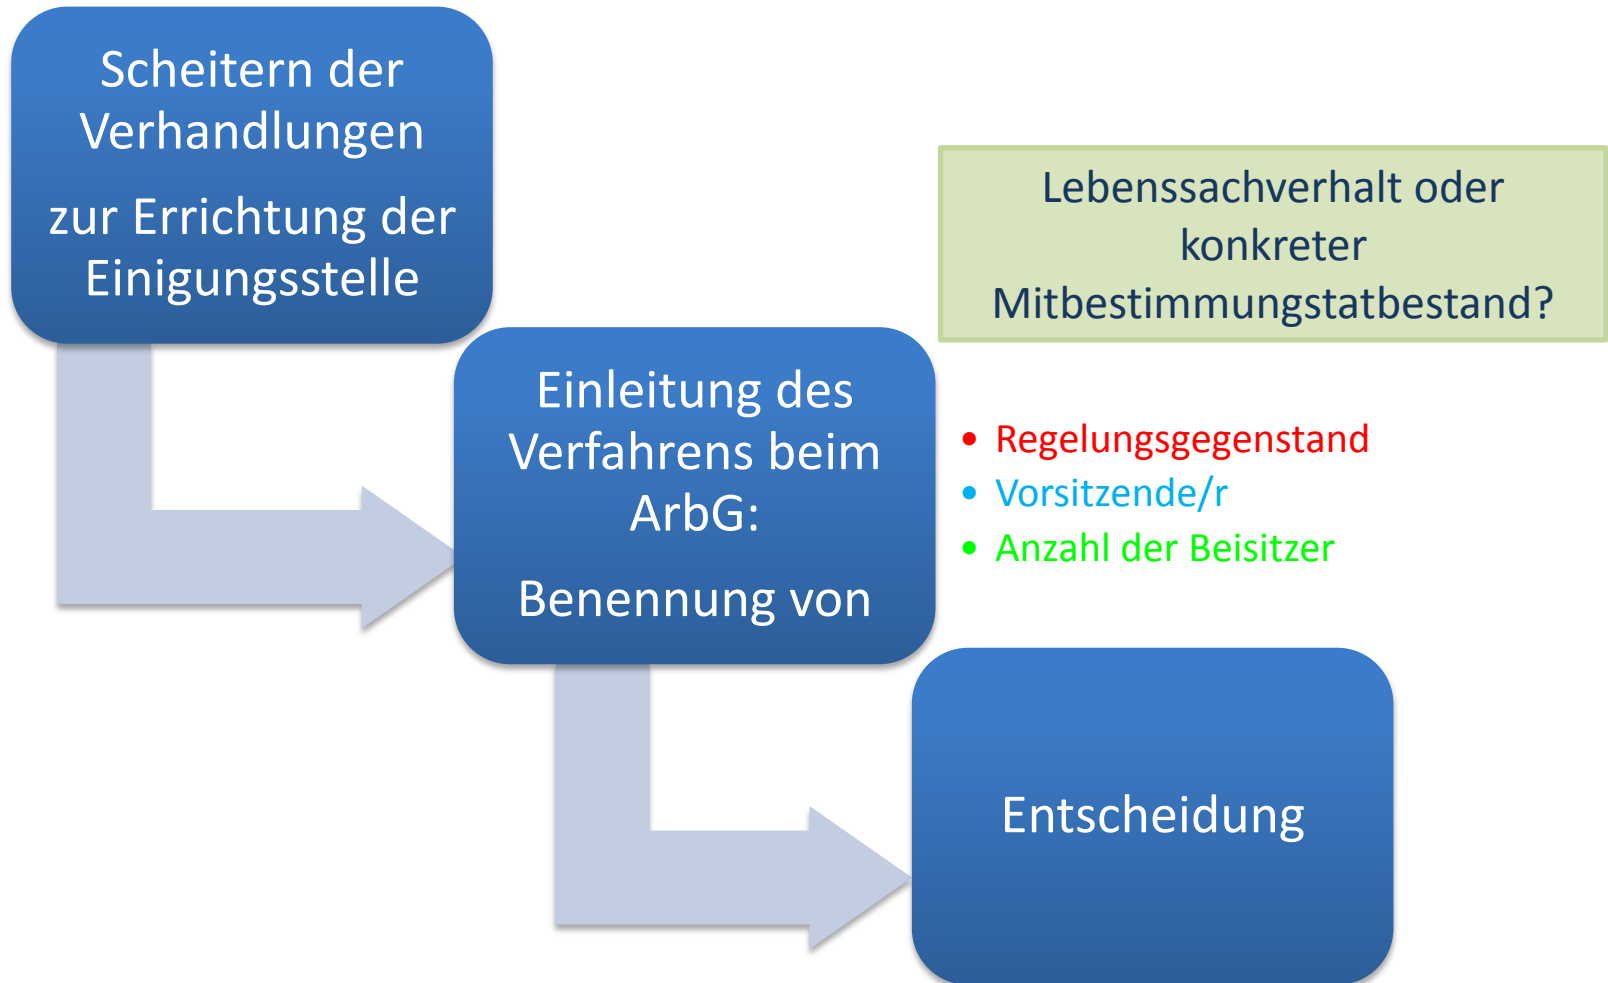 Scheitern der
Verhandlungen
zur Errichtung der
Einigungsstelle
Lebenssachverhalt oder
konkreter
Mitbestimmungstatbestand?
Einleitung des
Verfahrens beim
ArbG:
Benennung von
• Regelungsgegenstand
• Vorsitzende/r
• Anzahl der Beisitzer
Entscheidung